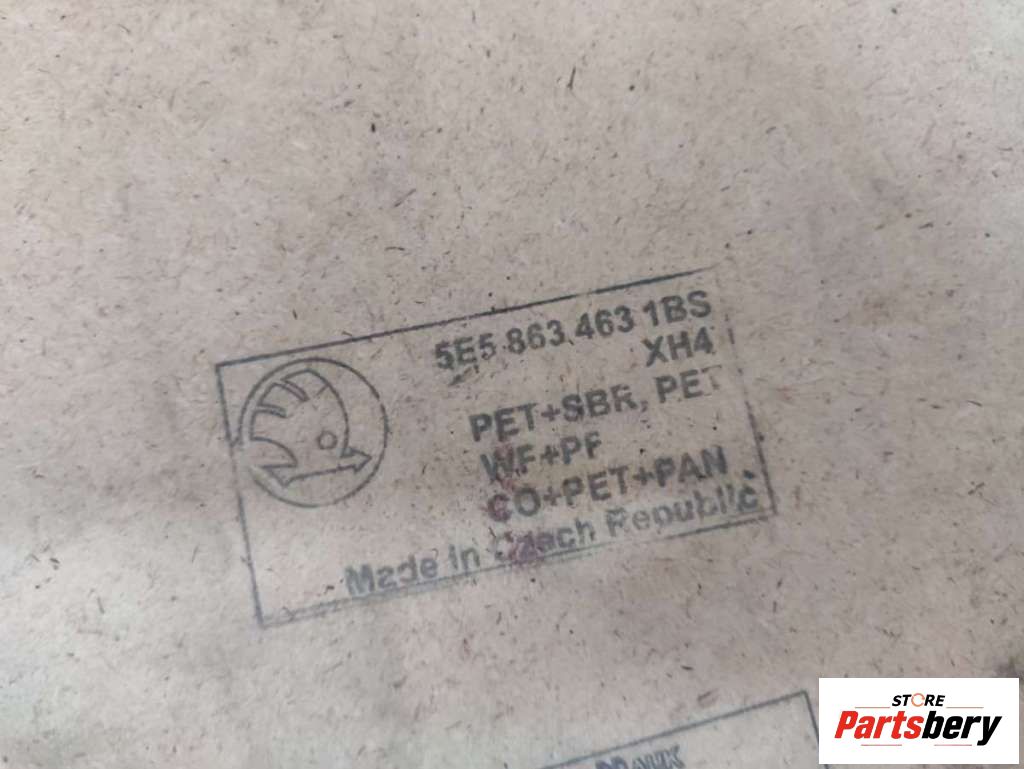 5E5.863.463 1BS
XH4
PET+SBR, PET
WF+PF
CO+PET+PAN
Made in Czech Republic
STORE
Partsbery